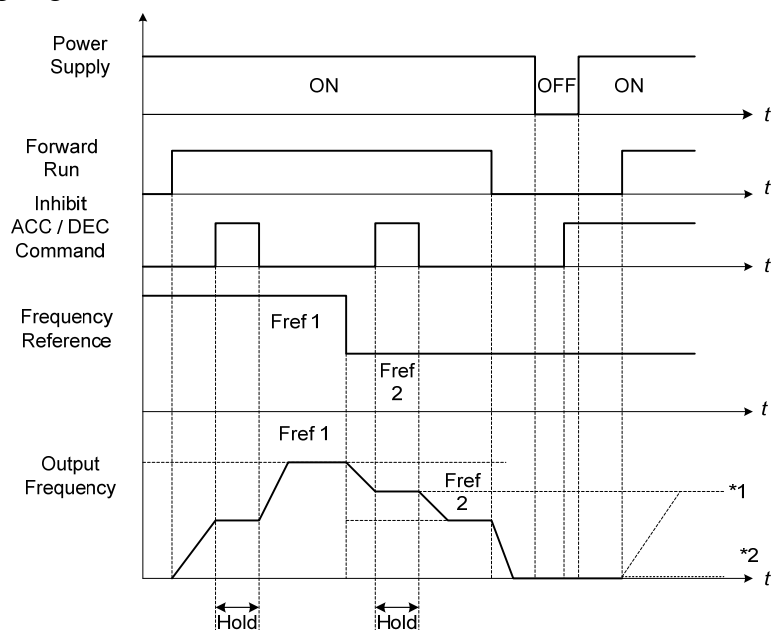 Power
Supply
ON
OFF
ON
t
Forward
Run
t
Inhibit
ACC / DEC
Command
t
Frequency
Reference
Fref 1
Fref
2
t
Fref 1
Output
Frequency
Fref
2
*1
*2
t
Hold
Hold